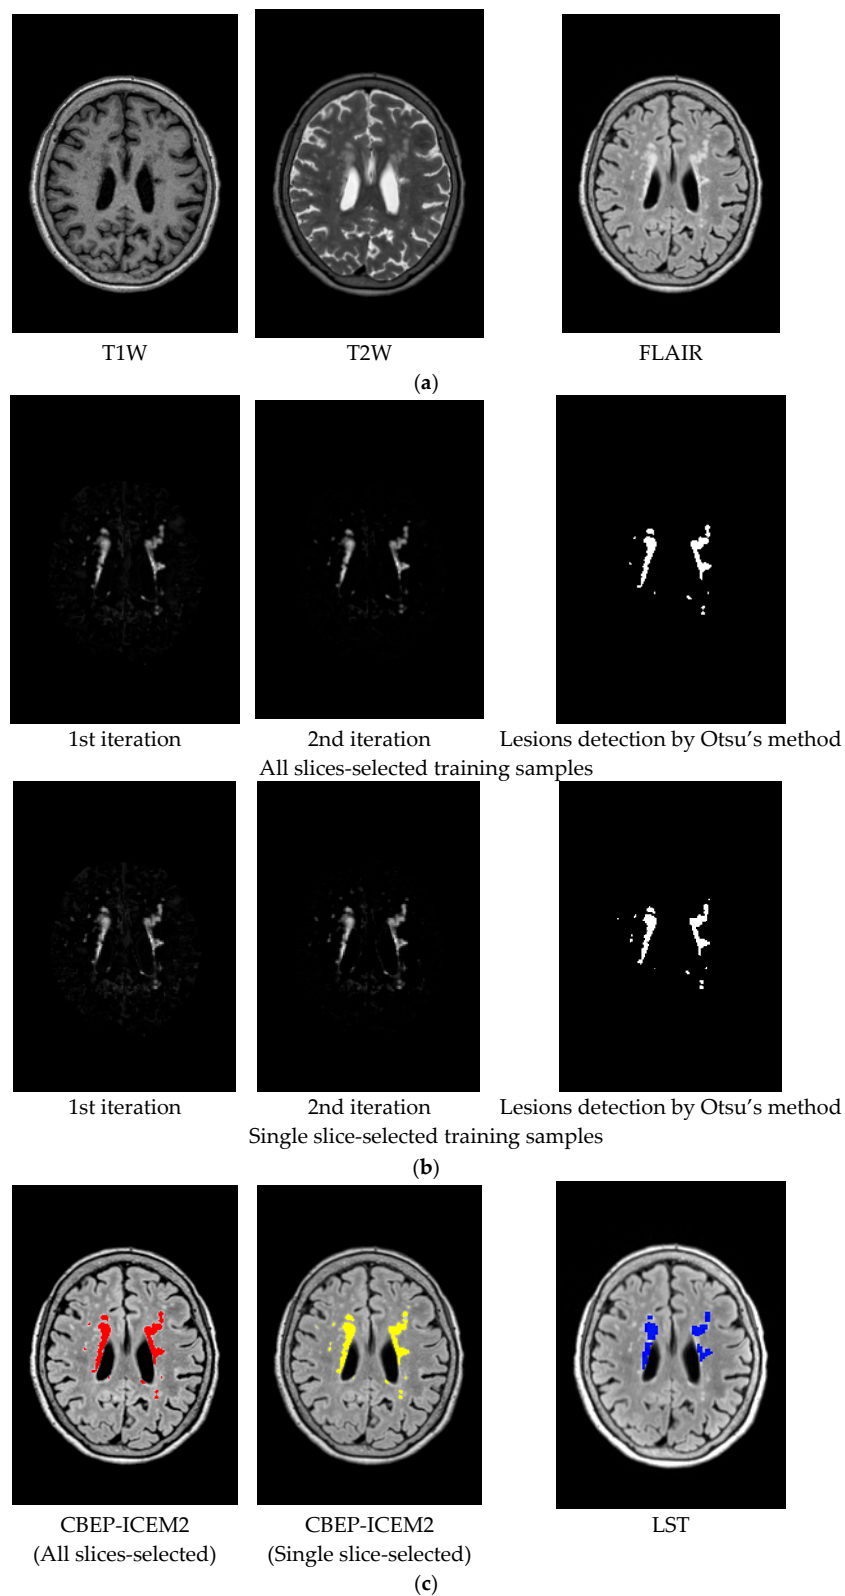 T1W T2W FLAIR
(a)
1st iteration 2nd iteration Lesions detection by Otsu’s method
All slices-selected training samples
1st iteration 2nd iteration Lesions detection by Otsu’s method
Single slice-selected training samples
(b)
CBEP-ICEM2 CBEP-ICEM2 LST
(All slices-selected) (Single slice-selected)
(c)